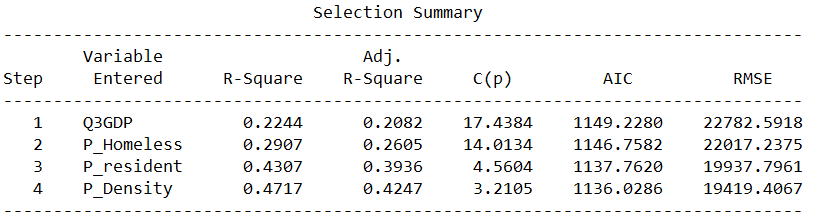 Selection Summary
--------------------------------------------------------------------------------
Variable Adj.
Step Entered R-Square R-Square C(p) AIC RMSE
--------------------------------------------------------------------------------
1 Q3GDP 0.2244 0.2082 17.4384 1149.2280 22782.5918
2 P_Homeless 0.2907 0.2605 14.0134 1146.7582 22017.2375
3 P_resident 0.4307 0.3936 4.5604 1137.7620 19937.7961
4 P_Density 0.4717 0.4247 3.2105 1136.0286 19419.4067
--------------------------------------------------------------------------------